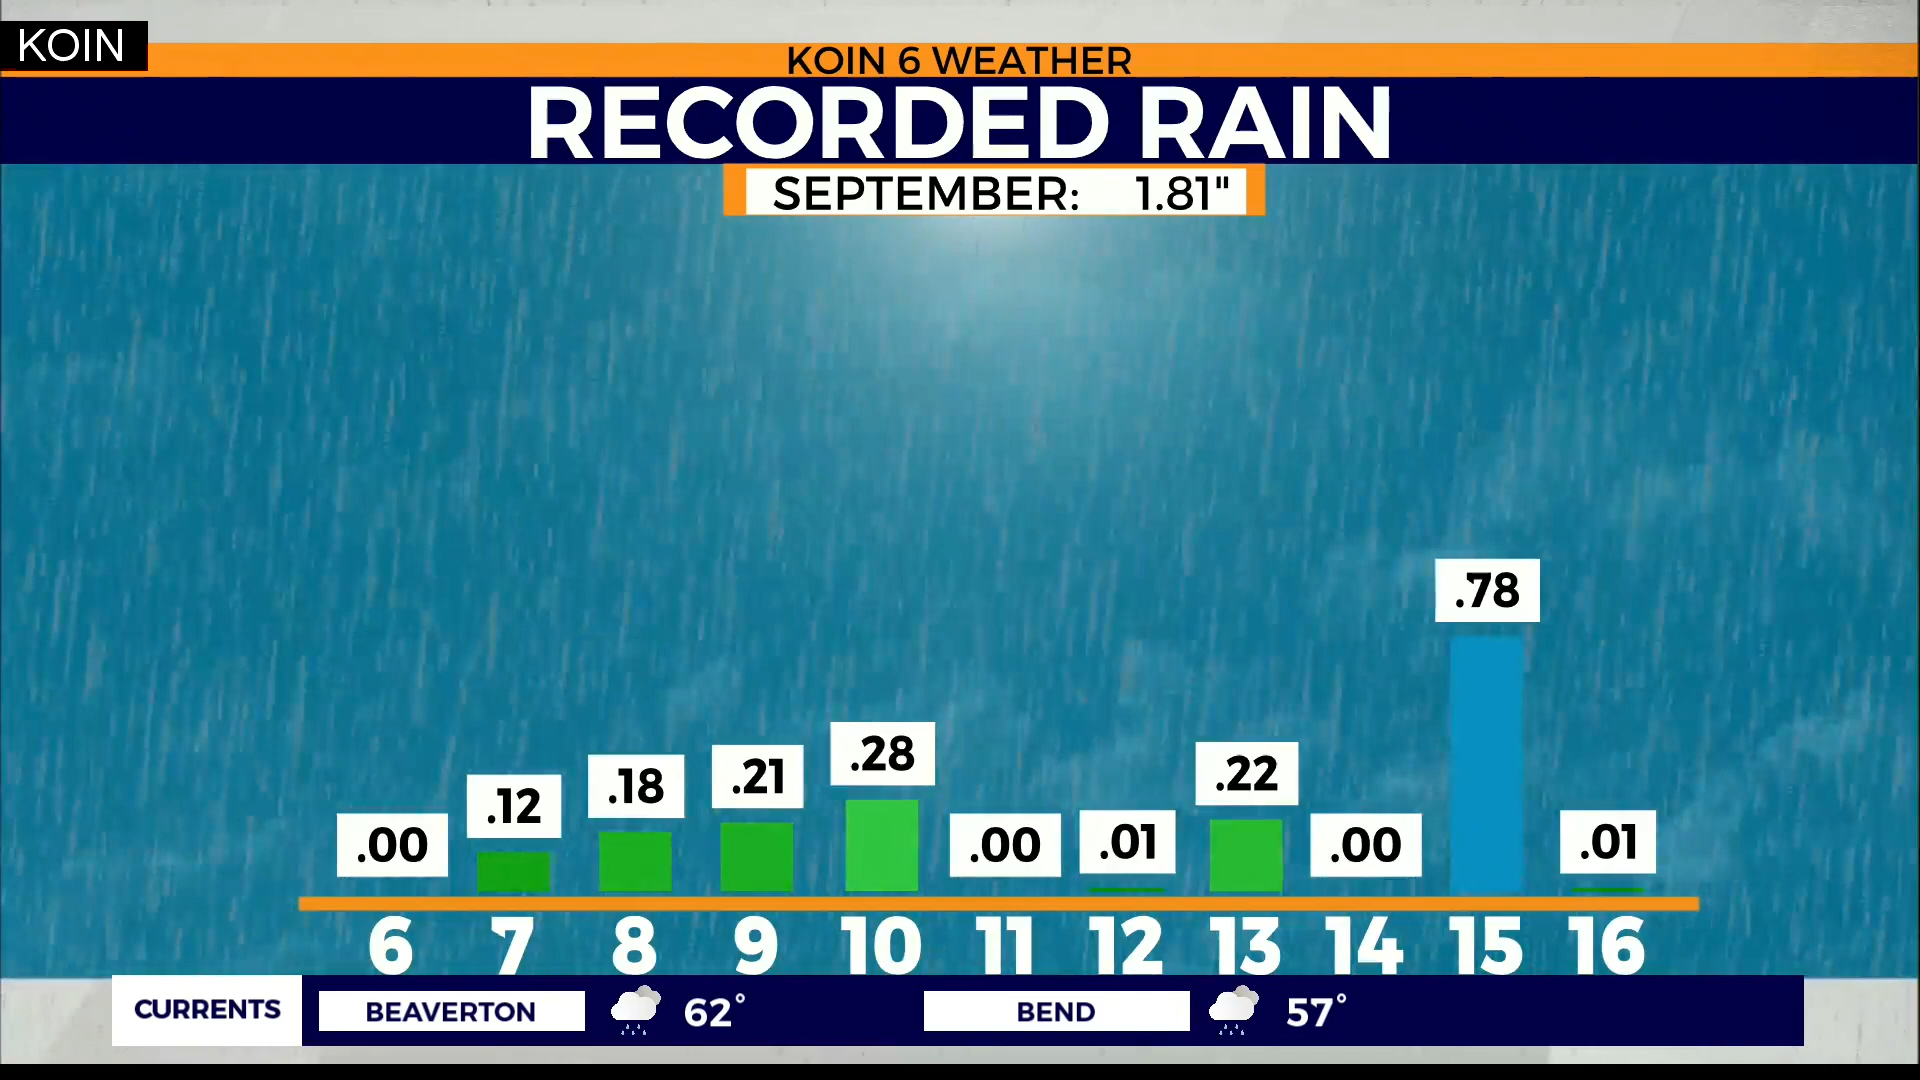 KOIN
KOIN 6 WEATHER
RECORDED RAIN
SEPTEMBER: 1.81"
.00 .12 .18 .21 .28 .00 .01 .22 .00 .78 .01
6 7 8 9 10 11 12 13 14 15 16
CURRENTS BEAVERTON 62° BEND 57°